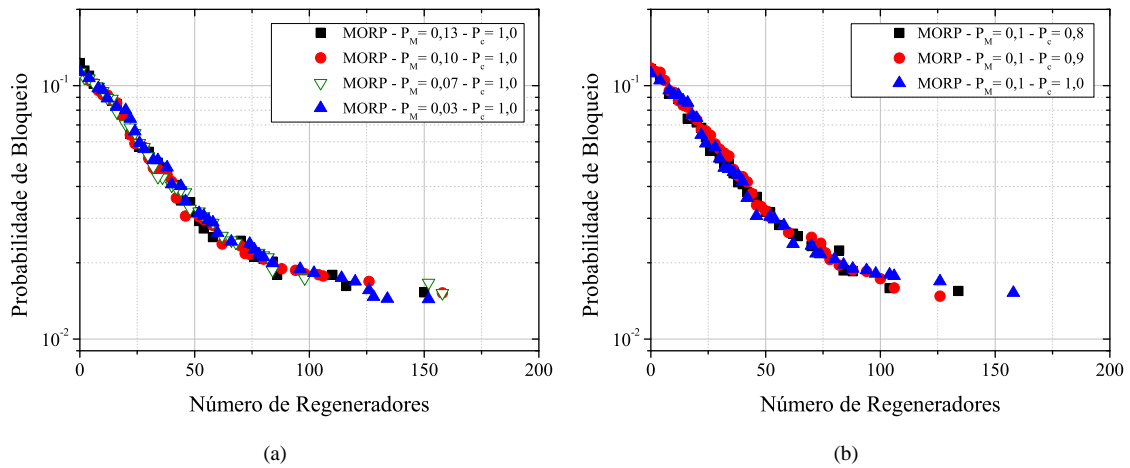 MORP - P_M = 0,13 - P_c = 1,0
MORP - P_M = 0,10 - P_c = 1,0
MORP - P_M = 0,07 - P_c = 1,0
MORP - P_M = 0,03 - P_c = 1,0
10^-1
10^-2
Probabilidade de Bloqueio
0
50
100
150
200
Número de Regeneradores
(a)
MORP - P_M = 0,1 - P_c = 0,8
MORP - P_M = 0,1 - P_c = 0,9
MORP - P_M = 0,1 - P_c = 1,0
10^-1
10^-2
Probabilidade de Bloqueio
0
50
100
150
200
Número de Regeneradores
(b)